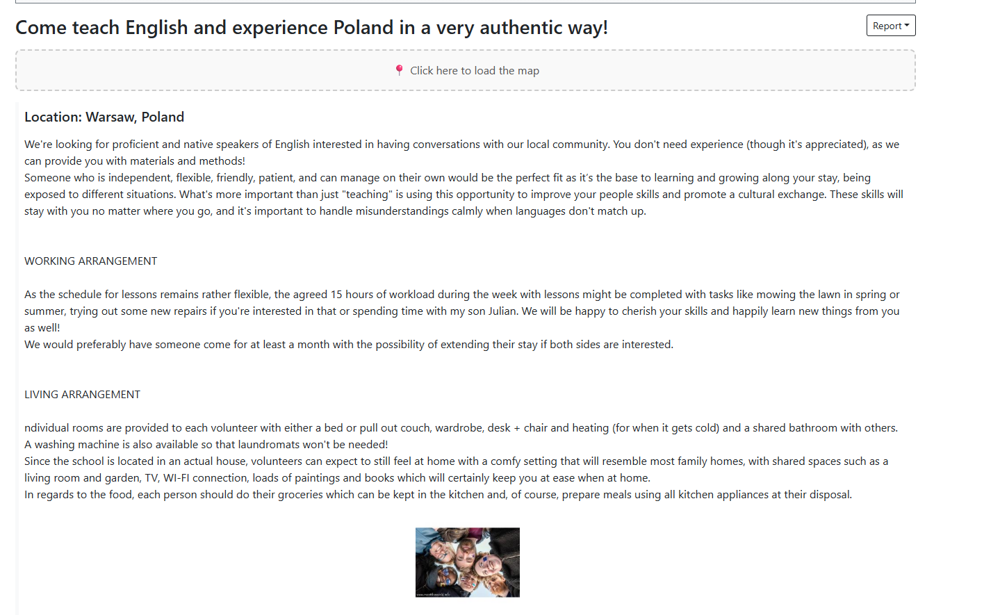 Come teach English and experience Poland in a very authentic way!
Report
Click here to load the map
Location: Warsaw, Poland
We're looking for proficient and native speakers of English interested in having conversations with our local community. You don't need experience (though it's appreciated), as we
can provide you with materials and methods!
Someone who is independent, flexible, friendly, patient, and can manage on their own would be the perfect fit as it’s the base to learning and growing along your stay, being
exposed to different situations. What's more important than just "teaching" is using this opportunity to improve your people skills and promote a cultural exchange. These skills will
stay with you no matter where you go, and it's important to handle misunderstandings calmly when languages don't match up.
WORKING ARRANGEMENT
As the schedule for lessons remains rather flexible, the agreed 15 hours of workload during the week with lessons might be completed with tasks like mowing the lawn in spring or
summer, trying out some new repairs if you're interested in that or spending time with my son Julian. We will be happy to cherish your skills and happily learn new things from you
as well!
We would preferably have someone come for at least a month with the possibility of extending their stay if both sides are interested.
LIVING ARRANGEMENT
ndividual rooms are provided to each volunteer with either a bed or pull out couch, wardrobe, desk + chair and heating (for when it gets cold) and a shared bathroom with others.
A washing machine is also available so that laundromats won't be needed!
Since the school is located in an actual house, volunteers can expect to still feel at home with a comfy setting that will resemble most family homes, with shared spaces such as a
living room and garden, TV, WI-FI connection, loads of paintings and books which will certainly keep you at ease when at home.
In regards to the food, each person should do their groceries which can be kept in the kitchen and, of course, prepare meals using all kitchen appliances at their disposal.